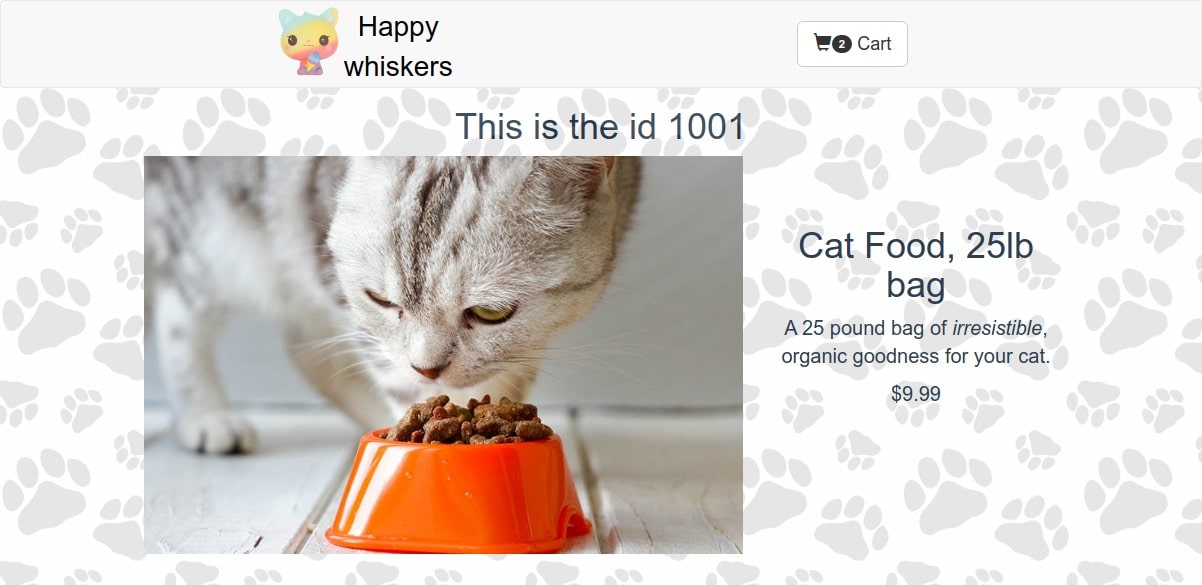 Happy
whiskers
2 Cart
This is the id 1001
Cat Food, 25lb
bag
A 25 pound bag of irresistible,
organic goodness for your cat.
$9.99